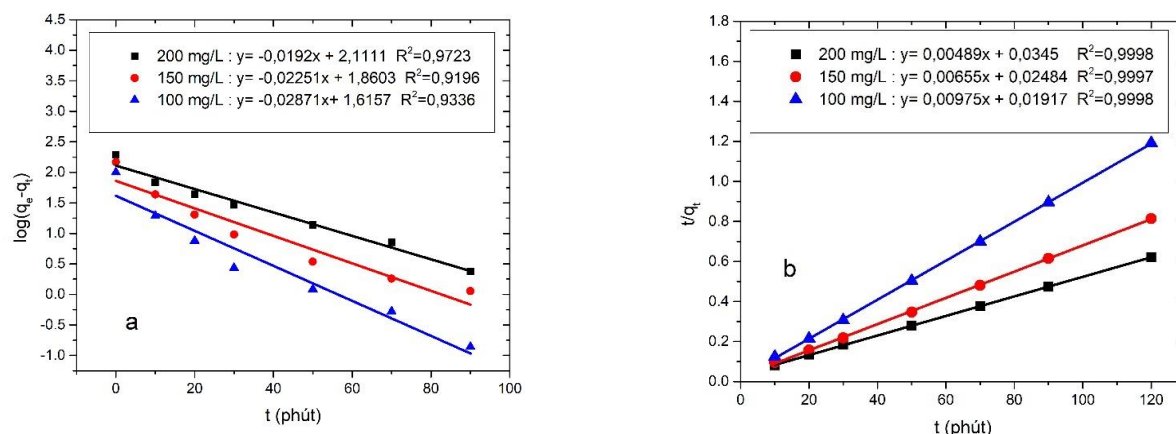 200 mg/L : y= -0,0192x + 2,1111 R²=0,9723
150 mg/L : y= -0,02251x + 1,8603 R²=0,9196
100 mg/L : y= -0,02871x+ 1,6157 R²=0,9336
log(qₑ-qₜ)
4.5
4.0
3.5
3.0
2.5
2.0
1.5
1.0
0.5
0.0
-0.5
-1.0
a
0 20 40 60 80 100
t (phút)
200 mg/L : y= 0,00489x + 0,0345 R²=0,9998
150 mg/L : y= 0,00655x + 0,02484 R²=0,9997
100 mg/L : y= 0,00975x + 0,01917 R²=0,9998
t/qₜ
1.8
1.6
1.4
1.2
1.0
0.8
0.6
0.4
0.2
0.0
b
0 20 40 60 80 100 120
t (phút)